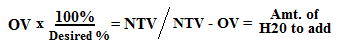 OV x 100% / Desired % = NTV / NTV - OV = Amt. of H20 to add